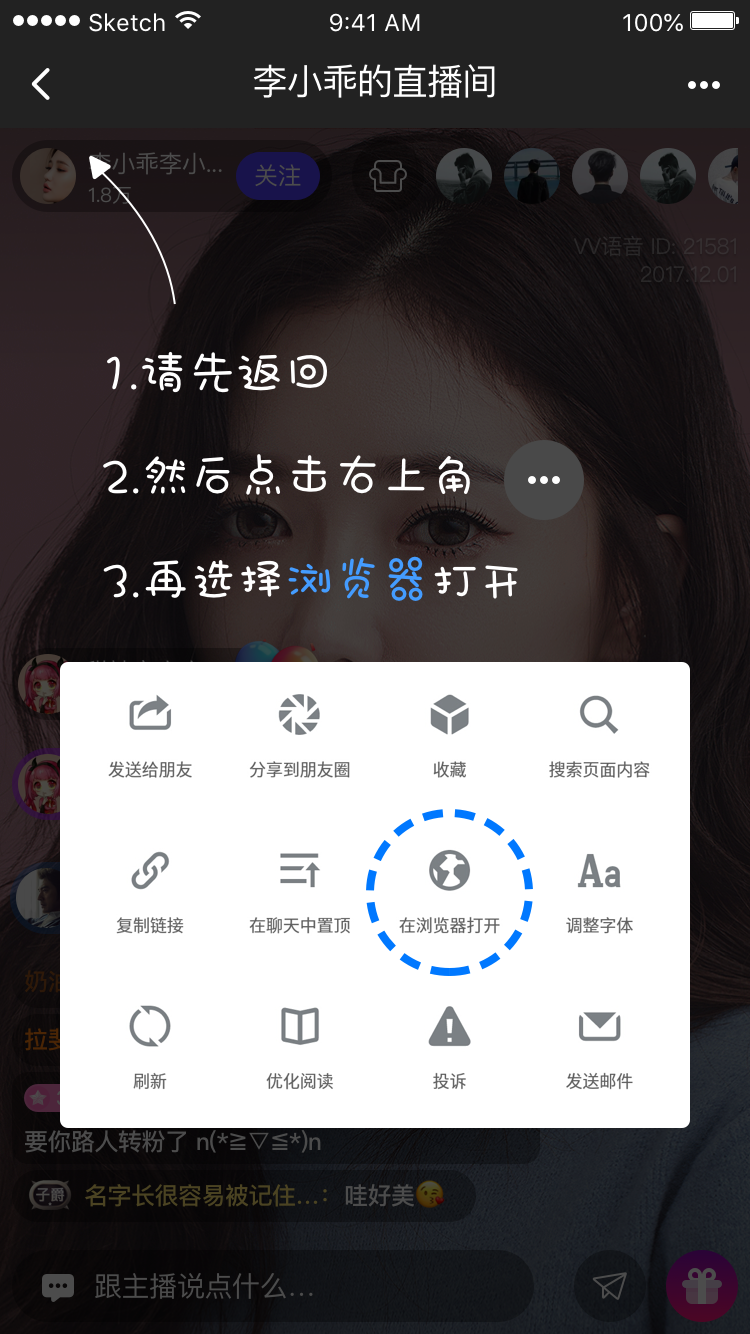 Sketch 9:41 AM 100%
李小乖的直播间
李小乖李小... 关注
1.8万
VV语音 ID: 21581
2017.12.01
1.请先返回
2.然后点击右上角
3.再选择浏览器打开
发送给朋友 分享到朋友圈 收藏 搜索页面内容
复制链接 在聊天中置顶 在浏览器打开 Aa 调整字体
刷新 优化阅读 投诉 发送邮件
奶油
拉斐
要你路人转粉了 n(*≧▽≦*)n
子爵 名字长很容易被记住...: 哇好美😘
跟主播说点什么...